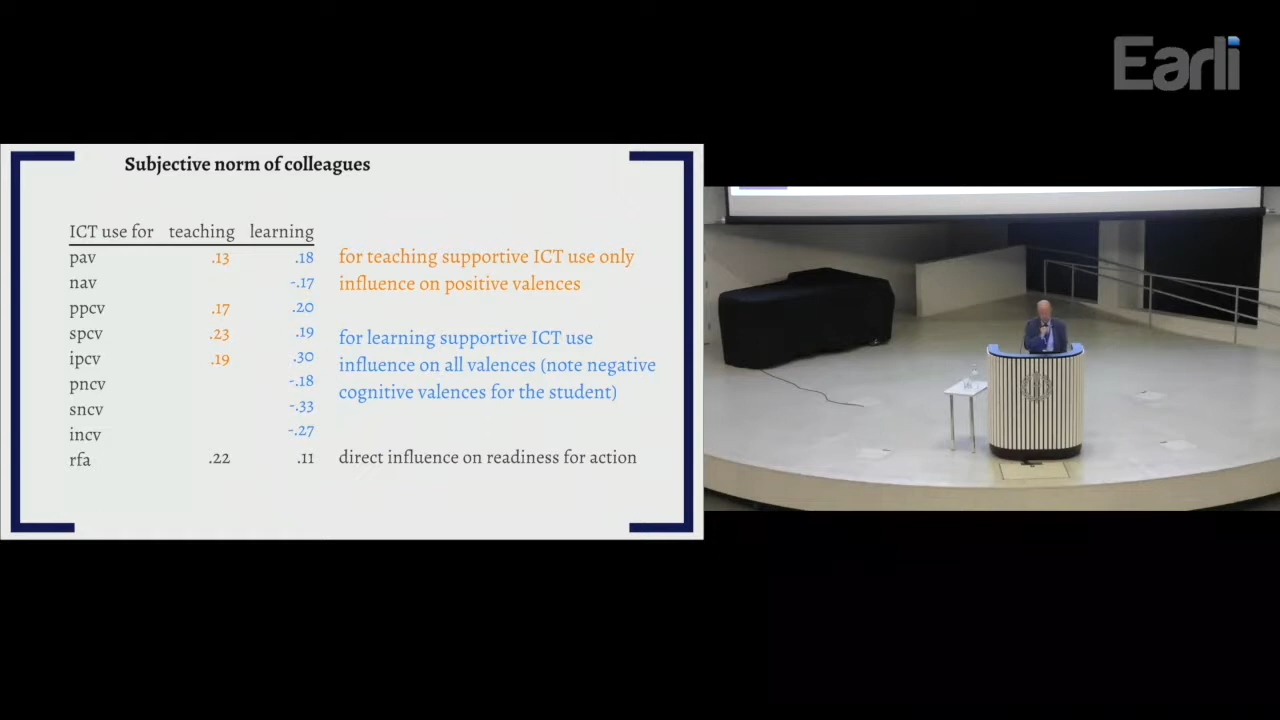 Earli
Subjective norm of colleagues
ICT use for teaching learning
pav .13 .18
nav -.17
ppcv .17 .20
spcv .23 .19
ipcv .19 .30
pncv -.18
sncv -.33
incv -.27
rfa .22 .11
for teaching supportive ICT use only
influence on positive valences
for learning supportive ICT use
influence on all valences (note negative
cognitive valences for the student)
direct influence on readiness for action